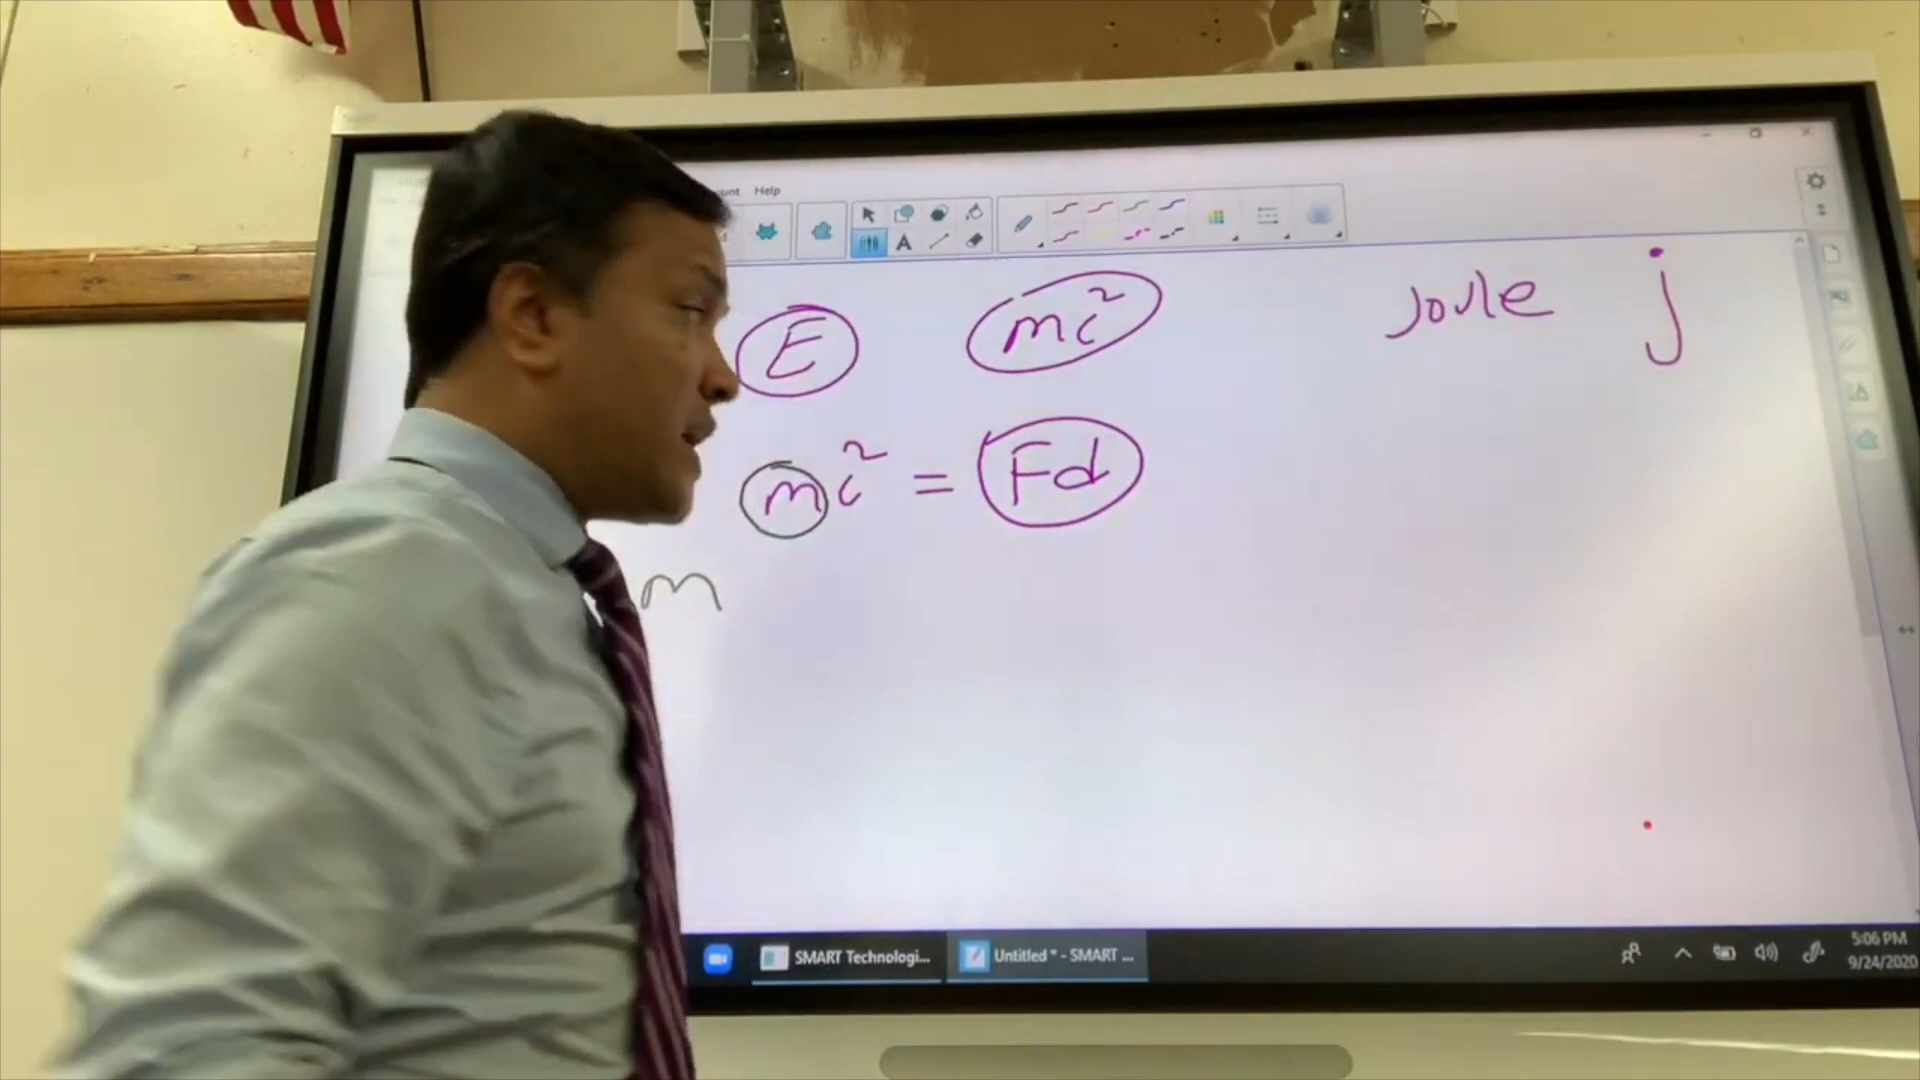 Help
E mc² Joule j
mc² = Fd
m
SMART Technologi... Untitled * - SMART ...
5:06 PM
9/24/2020